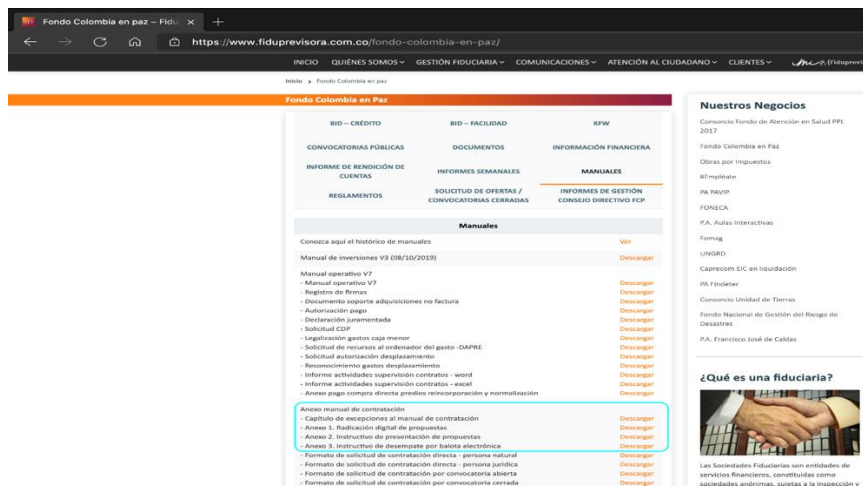 Fondo Colombia en paz – Fidu
https://www.fiduprevisora.com.co/fondo-colombia-en-paz/
INICIO QUIÉNES SOMOS GESTIÓN FIDUCIARIA COMUNICACIONES ATENCIÓN AL CIUDADANO CLIENTES
Inicio > Fondo Colombia en paz
Fondo Colombia en Paz
BID – CRÉDITO BID – FACILIDAD KFW
CONVOCATORIAS PÚBLICAS DOCUMENTOS INFORMACIÓN FINANCIERA
INFORME DE RENDICIÓN DE CUENTAS INFORMES SEMANALES MANUALES
REGLAMENTOS SOLICITUD DE OFERTAS / CONVOCATORIAS CERRADAS INFORMES DE GESTIÓN CONSEJO DIRECTIVO FCP
Manuales
Conozca aquí el histórico de manuales Ver
Manual de inversiones V3 (08/10/2019) Descargar
Manual operativo V7
- Manual operativo V7 Descargar
- Registro de firmas Descargar
- Documento soporte adquisiciones no factura Descargar
- Autorización pago Descargar
- Declaración juramentada Descargar
- Solicitud CDP Descargar
- Legalización gastos caja menor Descargar
- Solicitud de recursos al ordenador del gasto -DAPRE Descargar
- Solicitud autorización desplazamiento Descargar
- Reconocimiento gastos desplazamiento Descargar
- Informe actividades supervisión contratos - word Descargar
- Informe actividades supervisión contratos - excel Descargar
- Anexo pago compra directa predios reincorporación y normalización Descargar
Anexo manual de contratación
- Capítulo de excepciones al manual de contratación Descargar
- Anexo 1. Radicación digital de propuestas Descargar
- Anexo 2. Instructivo de presentación de propuestas Descargar
- Anexo 3. Instructivo de desempate por balota electrónica Descargar
- Formato de solicitud de contratación directa - persona natural Descargar
- Formato de solicitud de contratación directa - persona jurídica Descargar
- Formato de solicitud de contratación por convocatoria abierta Descargar
- Formato de solicitud de contratación por convocatoria cerrada Descargar
Nuestros Negocios
Consorcio Fondo de Atención en Salud PPL
2017
Fondo Colombia en Paz
Obras por Impuestos
#Empléate
PA PAVIP
FONECA
P.A. Aulas Interactivas
Fomag
UNGRD
Caprecom EIC en liquidación
PA Findeter
Consorcio Unidad de Tierras
Fondo Nacional de Gestión del Riesgo de
Desastres
P.A. Francisco José de Caldas
¿Qué es una fiduciaria?
Las Sociedades Fiduciarias son entidades de
servicios financieros, constituidas como
sociedades anónimas, sujetas a la inspección y